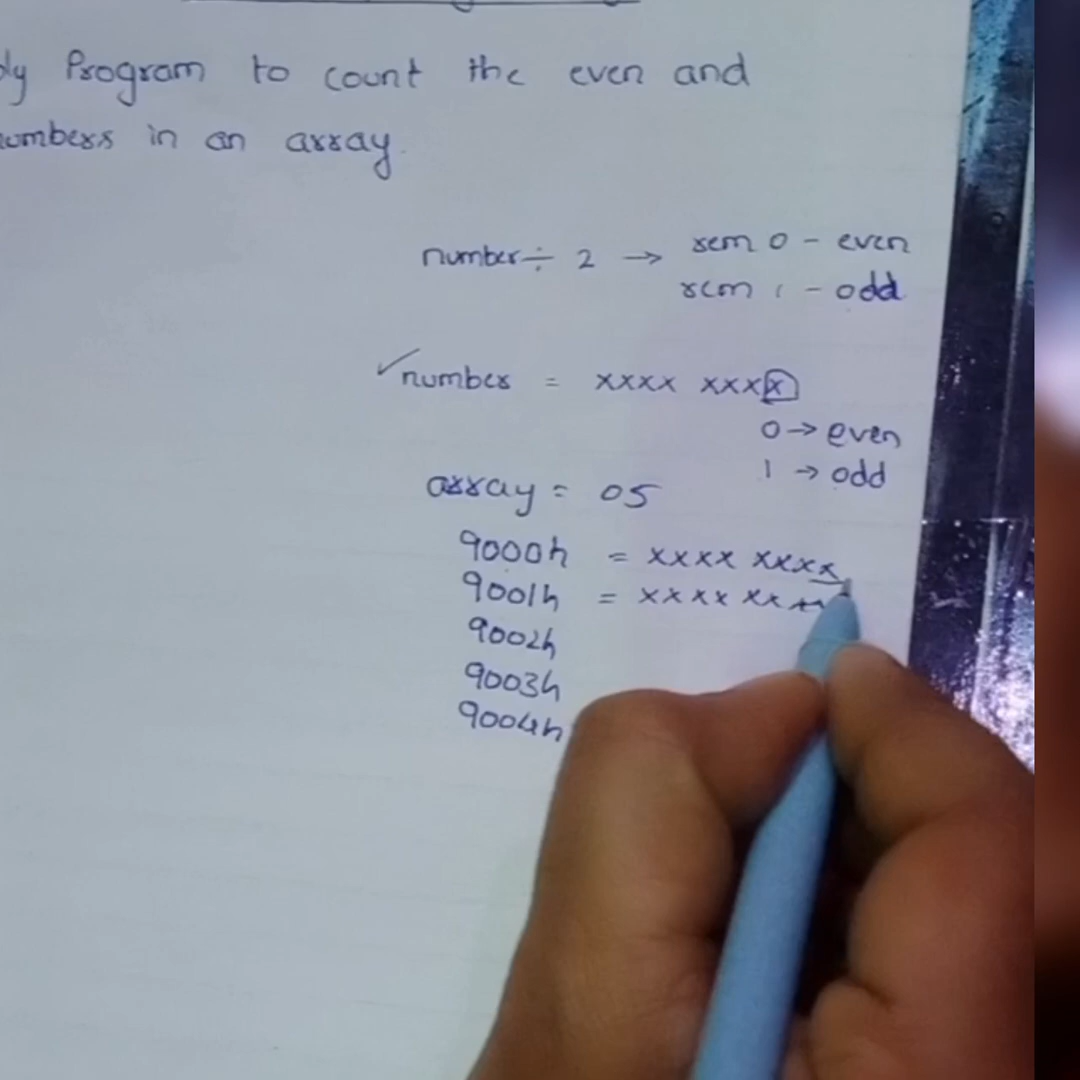 Program to count the even and
in an array.
number ÷ 2 → rem 0 - even
rem 1 - odd
✓number = xxxx xxxx
0 → even
1 → odd
array = 05
9000h = xxxx xxxx
9001h = xxxx xxxx
9002h
9003h
9004h